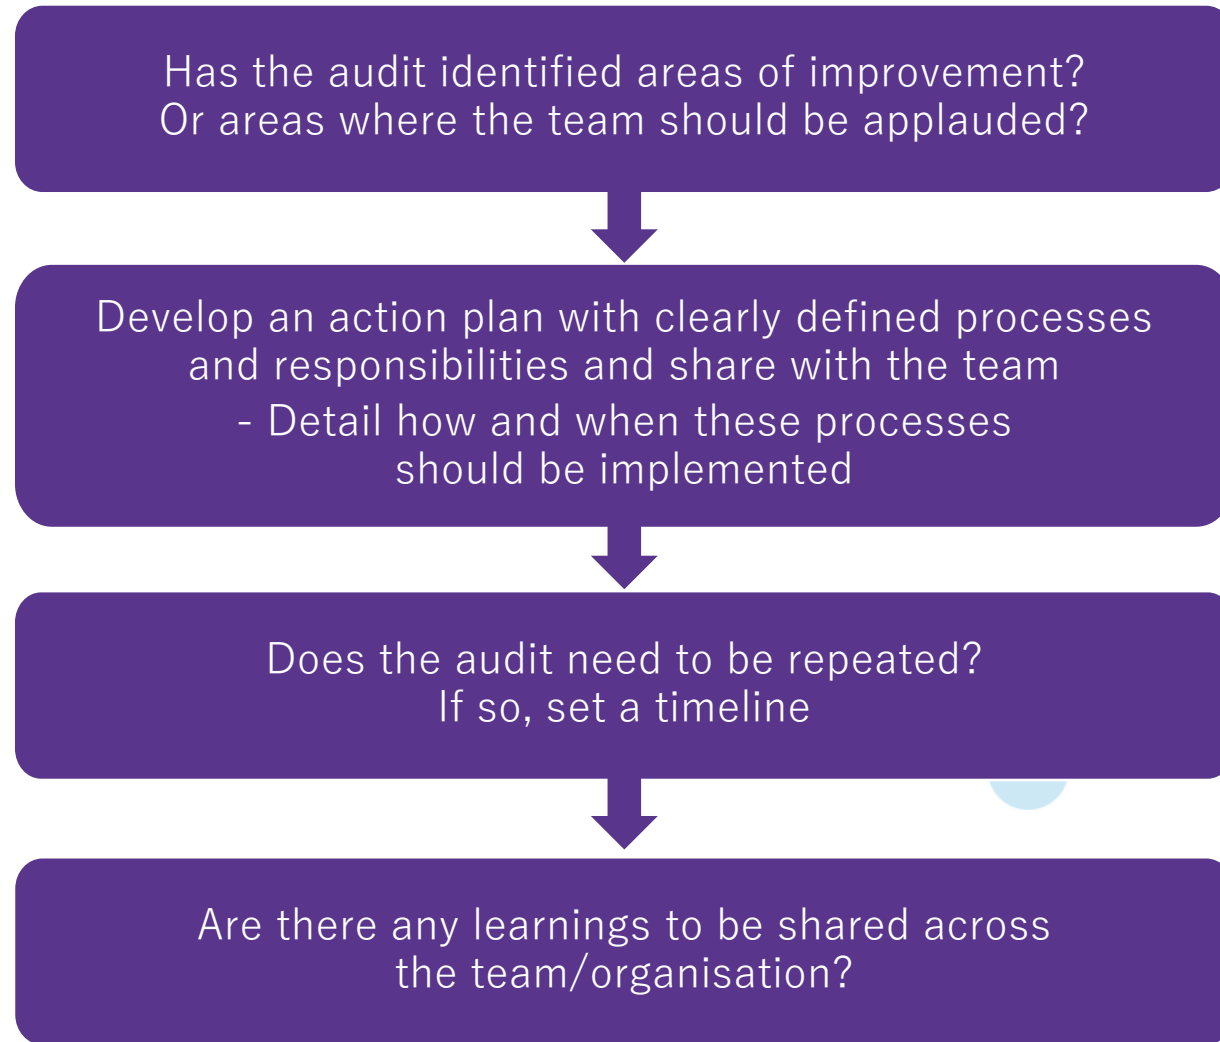 Has the audit identified areas of improvement?
Or areas where the team should be applauded?
Develop an action plan with clearly defined processes
and responsibilities and share with the team
- Detail how and when these processes
should be implemented
Does the audit need to be repeated?
If so, set a timeline
Are there any learnings to be shared across
the team/organisation?